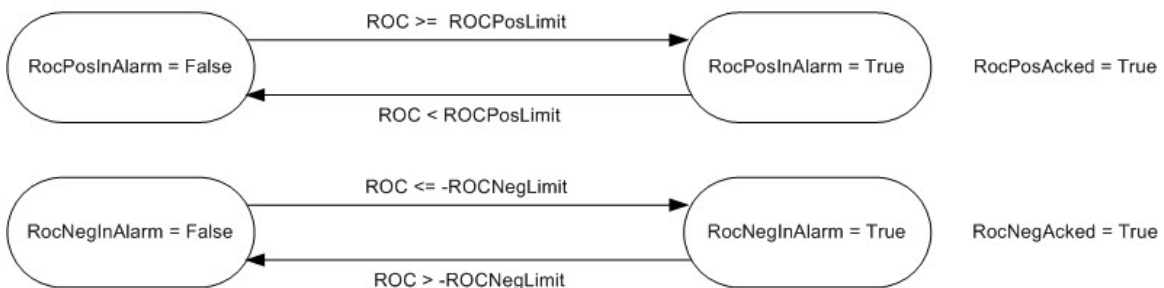 ROC >= ROCPosLimit
RocPosInAlarm = False
RocPosInAlarm = True
RocPosAcked = True
ROC < ROCPosLimit
ROC <= -ROCNegLimit
RocNegInAlarm = False
RocNegInAlarm = True
RocNegAcked = True
ROC > -ROCNegLimit